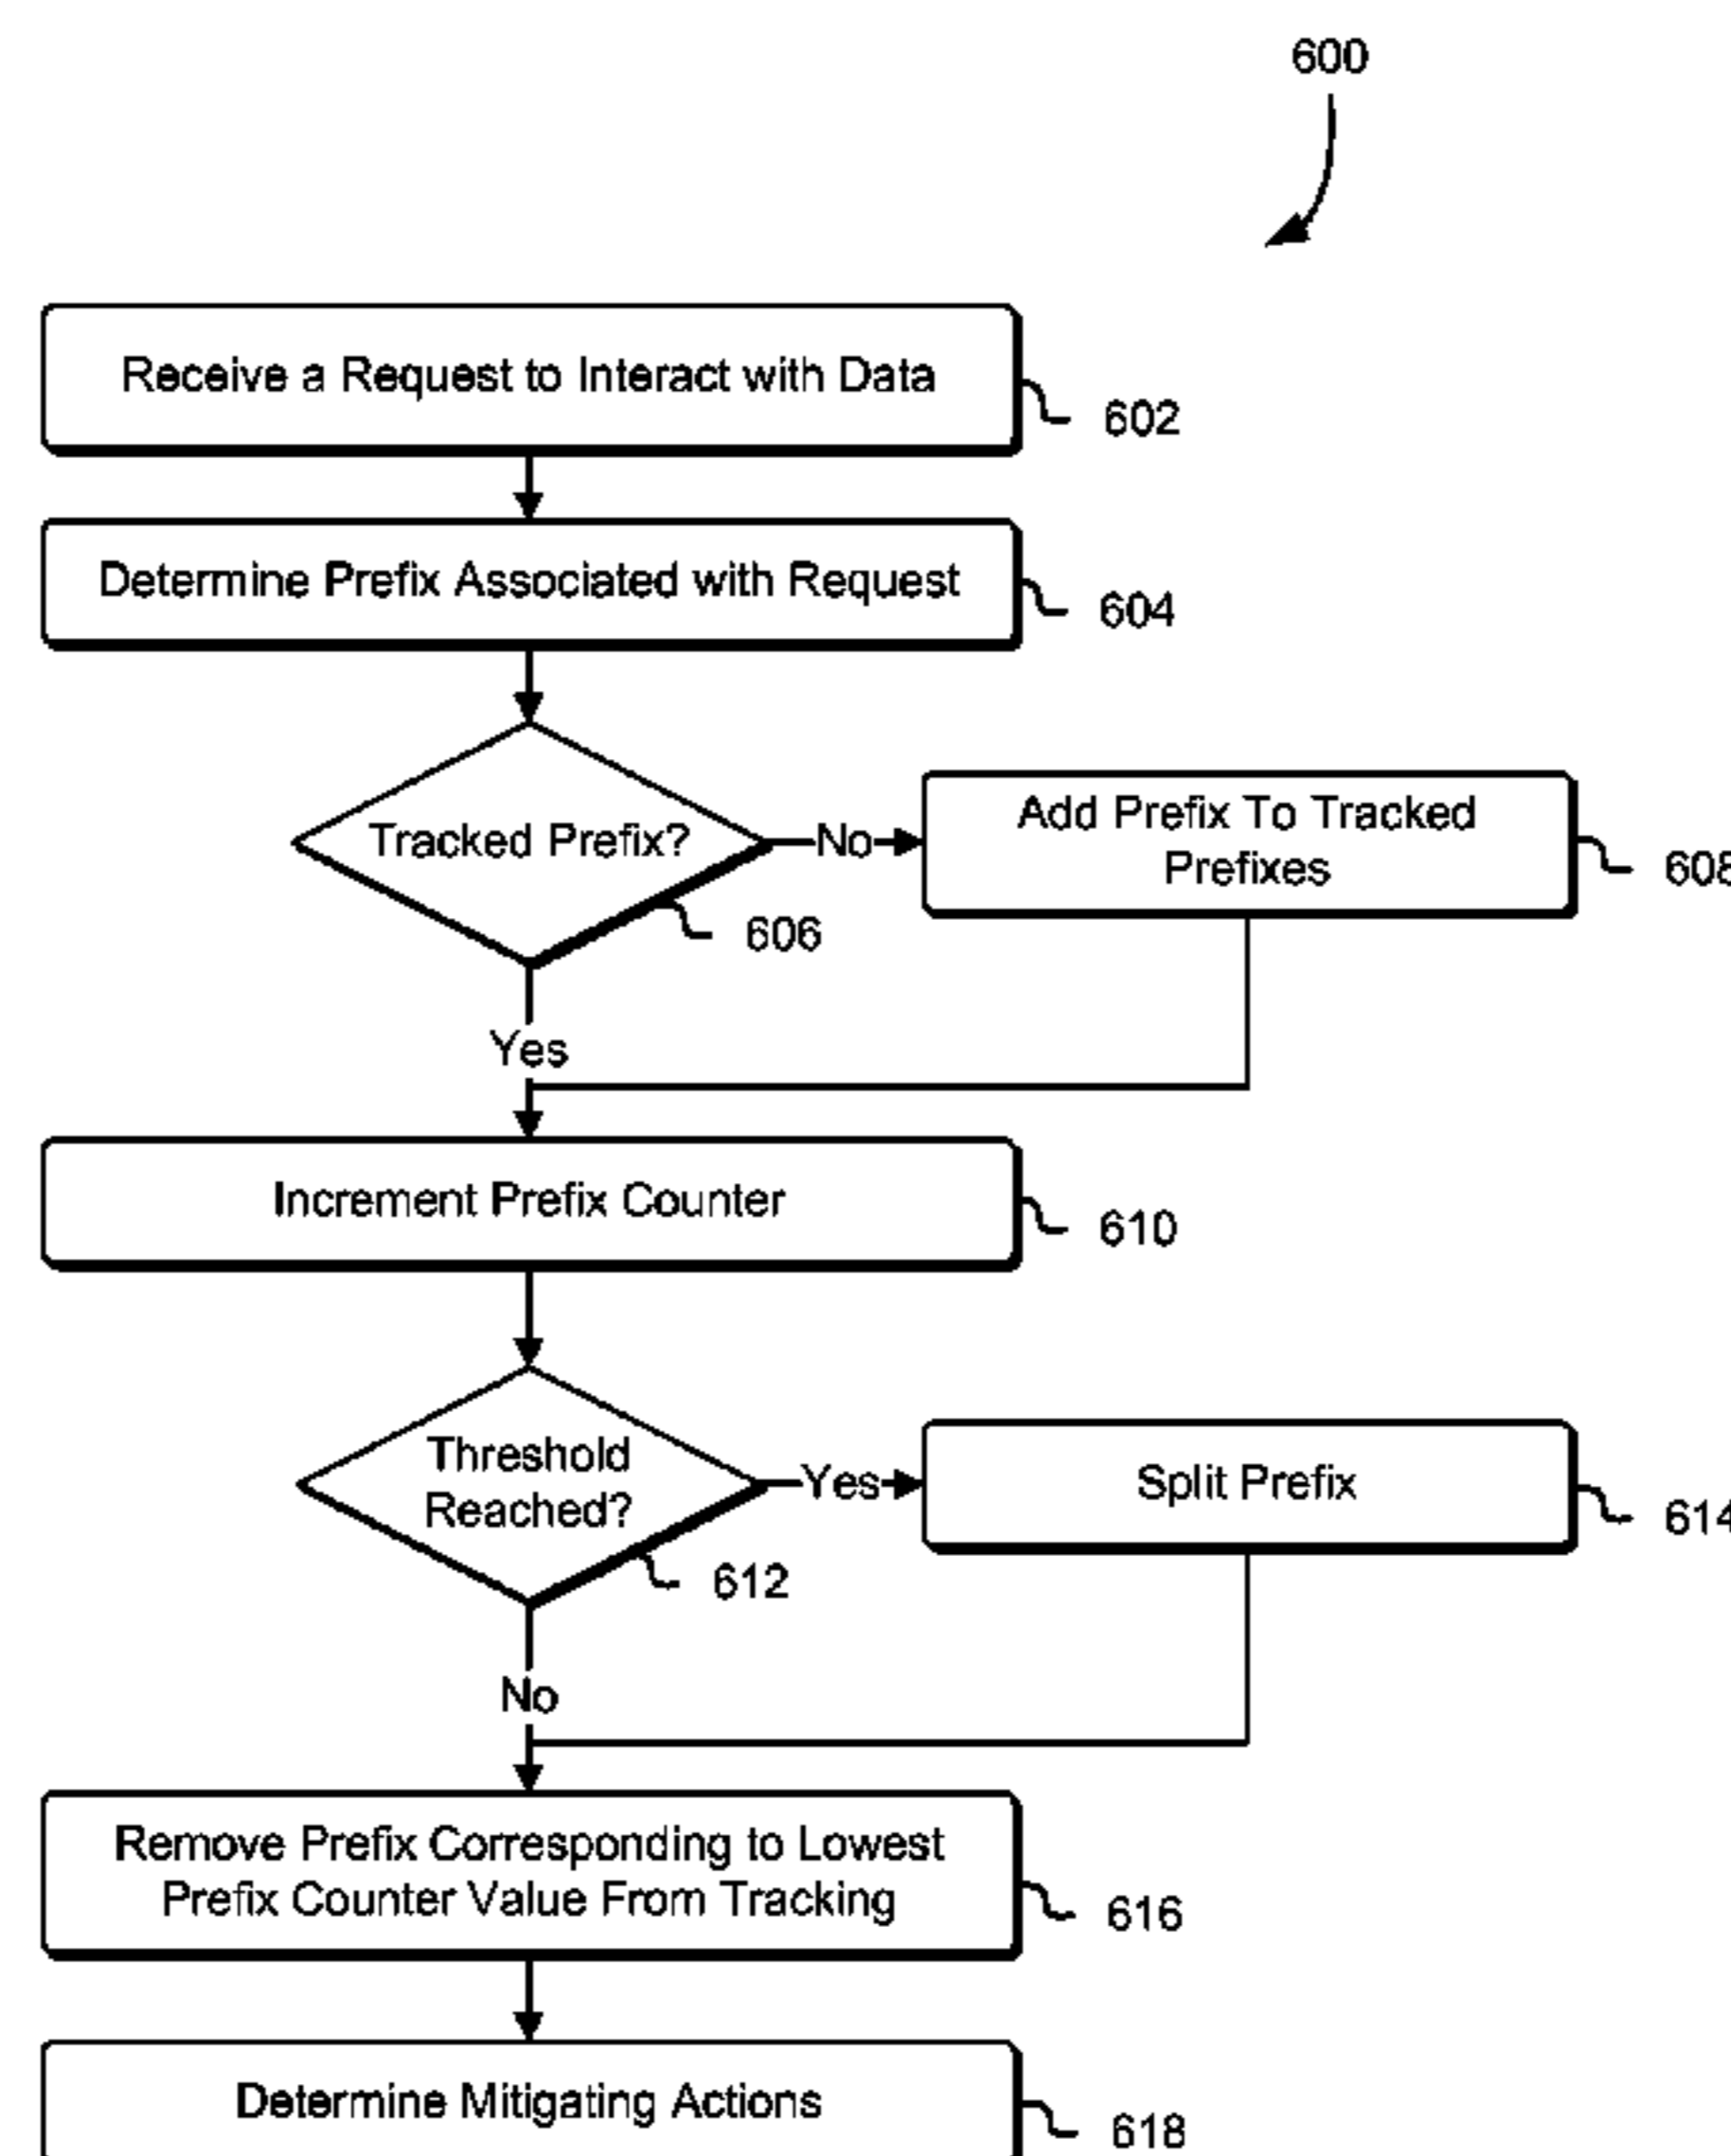 600
Receive a Request to Interact with Data
602
Determine Prefix Associated with Request
604
Tracked Prefix?
No
Add Prefix To Tracked
Prefixes
608
606
Yes
Increment Prefix Counter
610
Threshold
Reached?
Yes
Split Prefix
614
612
No
Remove Prefix Corresponding to Lowest
Prefix Counter Value From Tracking
616
Determine Mitigating Actions
618